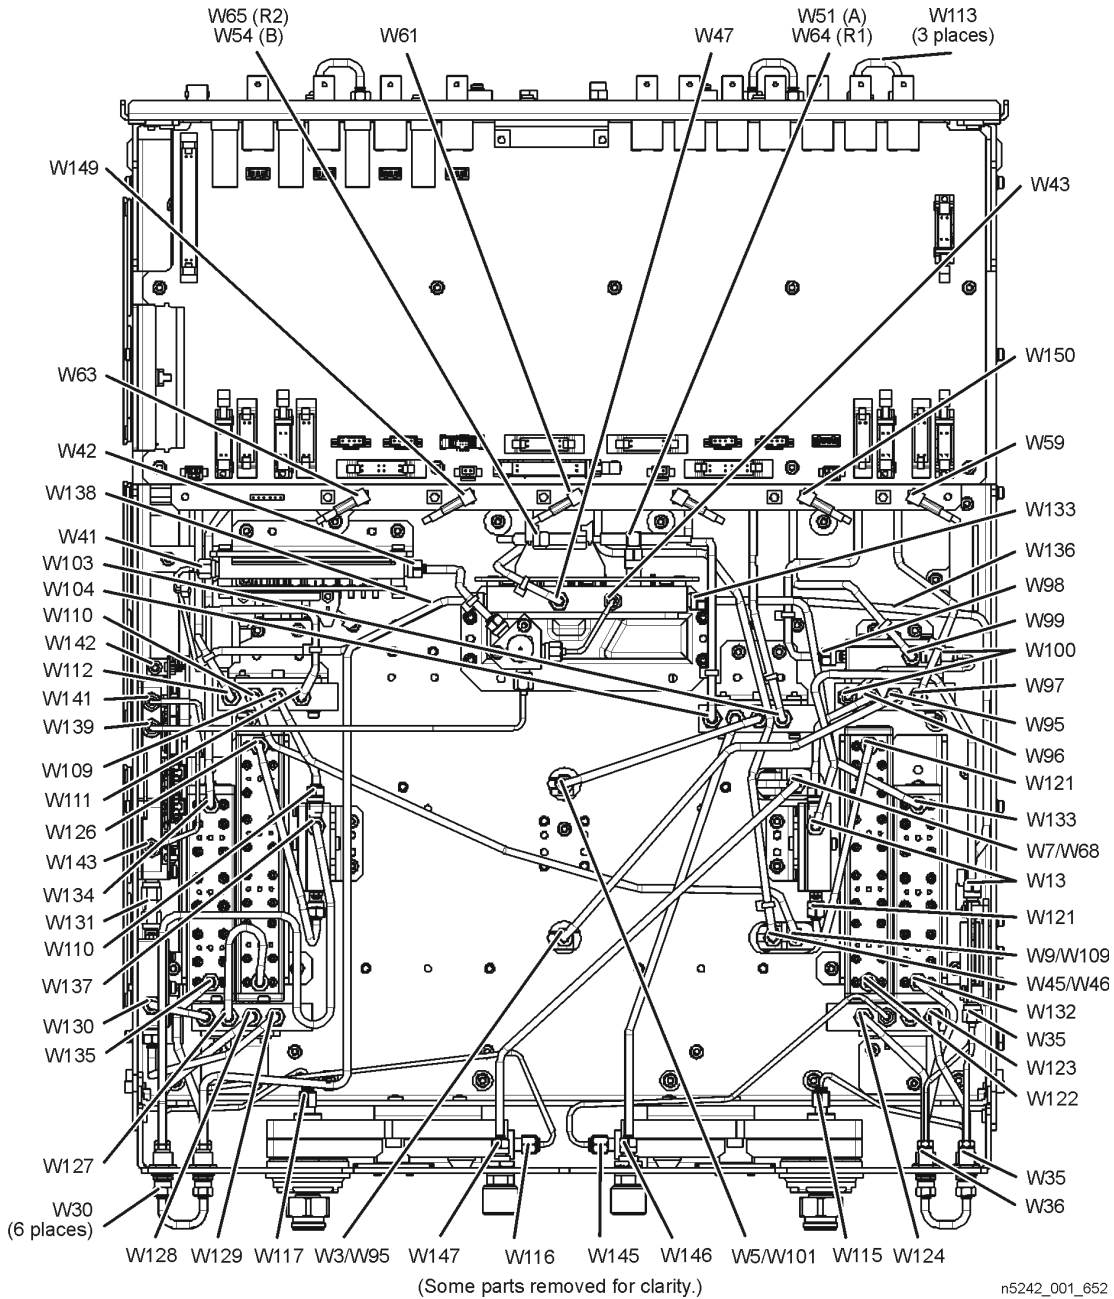 W65 (R2)
W54 (B)
W61
W47
W51 (A)
W64 (R1)
W113
(3 places)
W149
W43
W63
W42
W138
W41
W103
W104
W110
W142
W112
W141
W139
W109
W111
W126
W143
W134
W131
W110
W137
W130
W135
W127
W30
(6 places)
W150
W59
W133
W136
W98
W99
W100
W97
W95
W96
W121
W133
W7/W68
W13
W121
W9/W109
W45/W46
W132
W35
W123
W122
W35
W36
W128
W129
W117
W3/W95
W147
W116
W145
W146
W5/W101
W115
W124
(Some parts removed for clarity.)
n5242_001_652